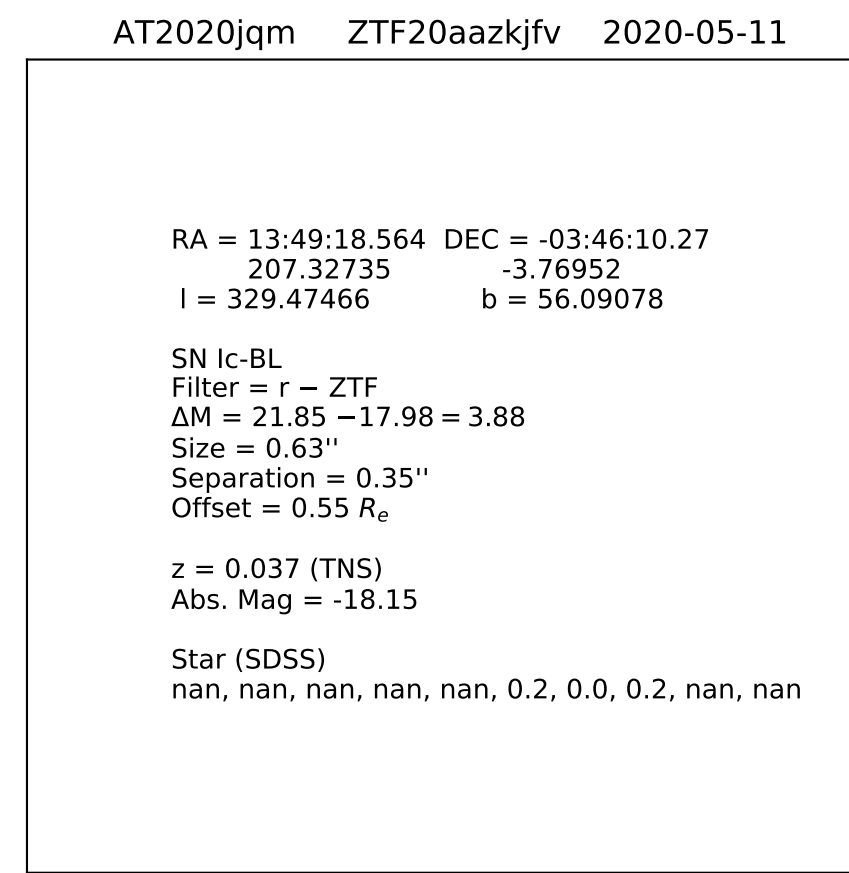 AT2020jqm ZTF20aazkjfv 2020-05-11
RA = 13:49:18.564 DEC = -03:46:10.27
207.32735 -3.76952
l = 329.47466 b = 56.09078
SN Ic-BL
Filter = r − ZTF
ΔM = 21.85 −17.98 = 3.88
Size = 0.63''
Separation = 0.35''
Offset = 0.55 Rₑ
z = 0.037 (TNS)
Abs. Mag = -18.15
Star (SDSS)
nan, nan, nan, nan, nan, 0.2, 0.0, 0.2, nan, nan